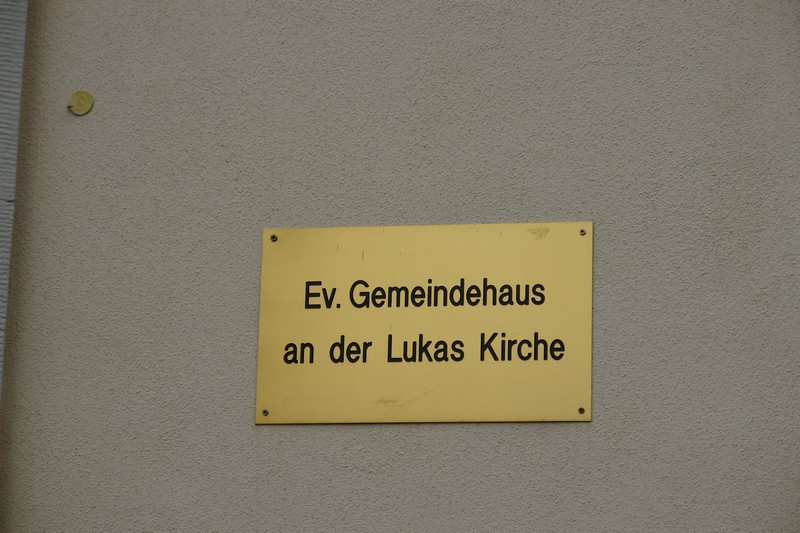 Ev. Gemeindehaus
an der Lukas Kirche